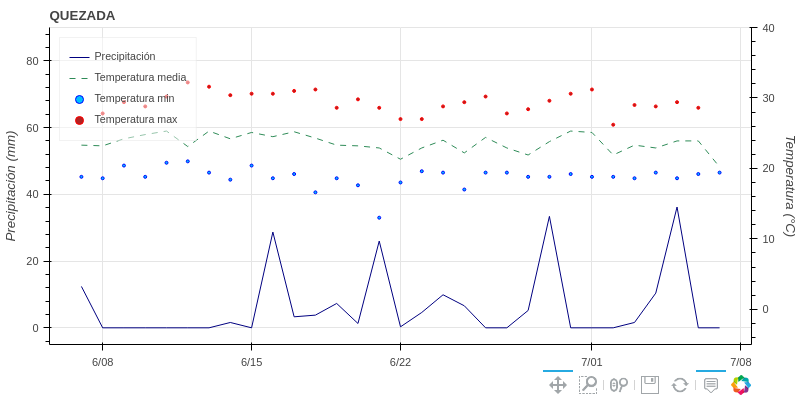 QUEZADA
Precipitación
Temperatura media
Temperatura min
Temperatura max
Precipitación (mm)
80
60
40
20
0
Temperatura (°C)
40
30
20
10
0
6/08
6/15
6/22
7/01
7/08